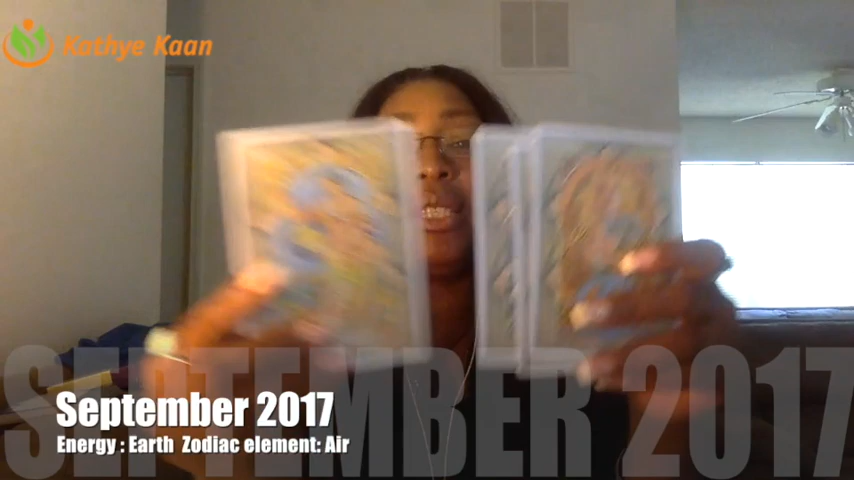 Kathye Kaan
SEPTEMBER 2017
September 2017
Energy : Earth Zodiac element: Air